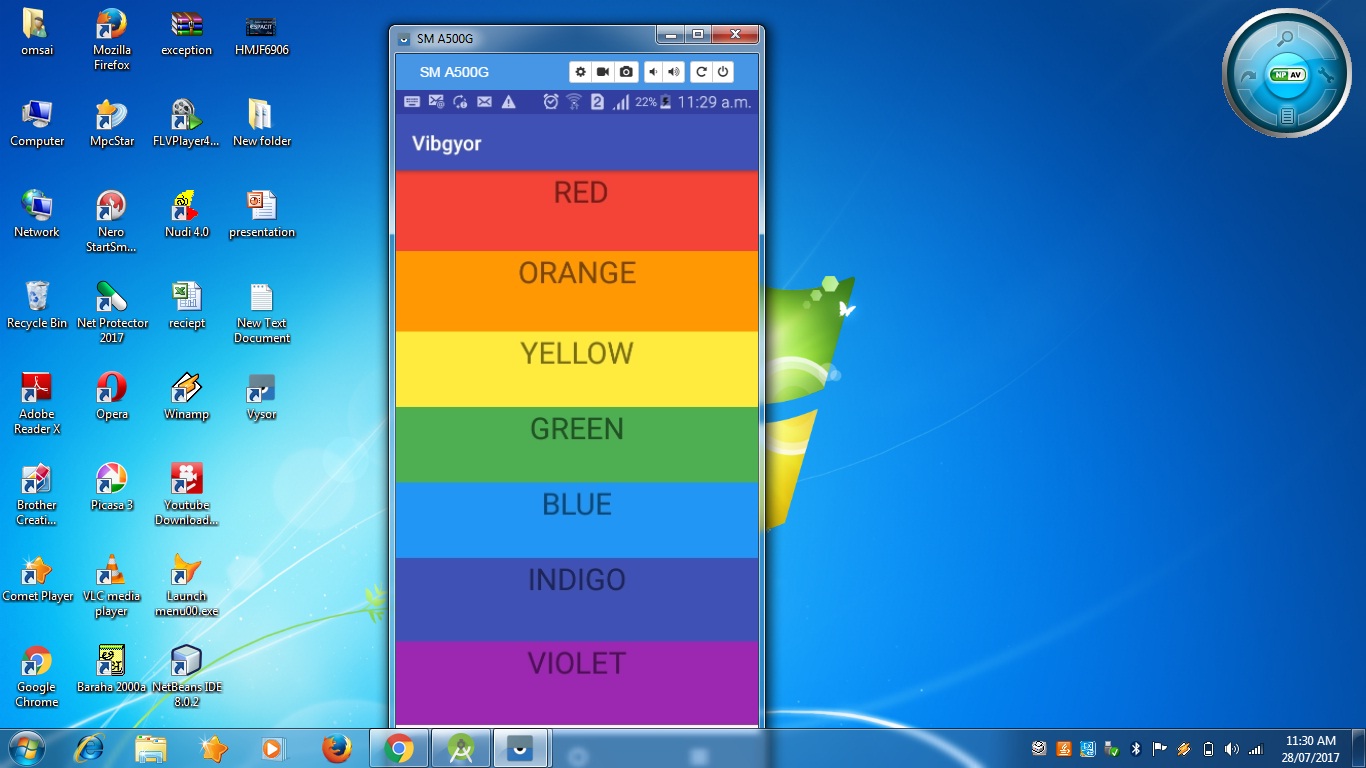 omsai
Mozilla
Firefox
exception
HMJF6906
Computer
MpcStar
FLVPlayer4...
New folder
Network
Nero
StartSm...
Nudi 4.0
presentation
Recycle Bin
Net Protector
2017
reciept
New Text
Document
Adobe
Reader X
Opera
Winamp
Vysor
Brother
Creati...
Picasa 3
Youtube
Download...
Comet Player
VLC media
player
Launch
menu00.exe
Google
Chrome
Baraha 2000a
NetBeans IDE
8.0.2
SM A500G
SM A500G
2 22% 11:29 a.m.
Vibgyor
RED
ORANGE
YELLOW
GREEN
BLUE
INDIGO
VIOLET
NP AV
11:30 AM
28/07/2017